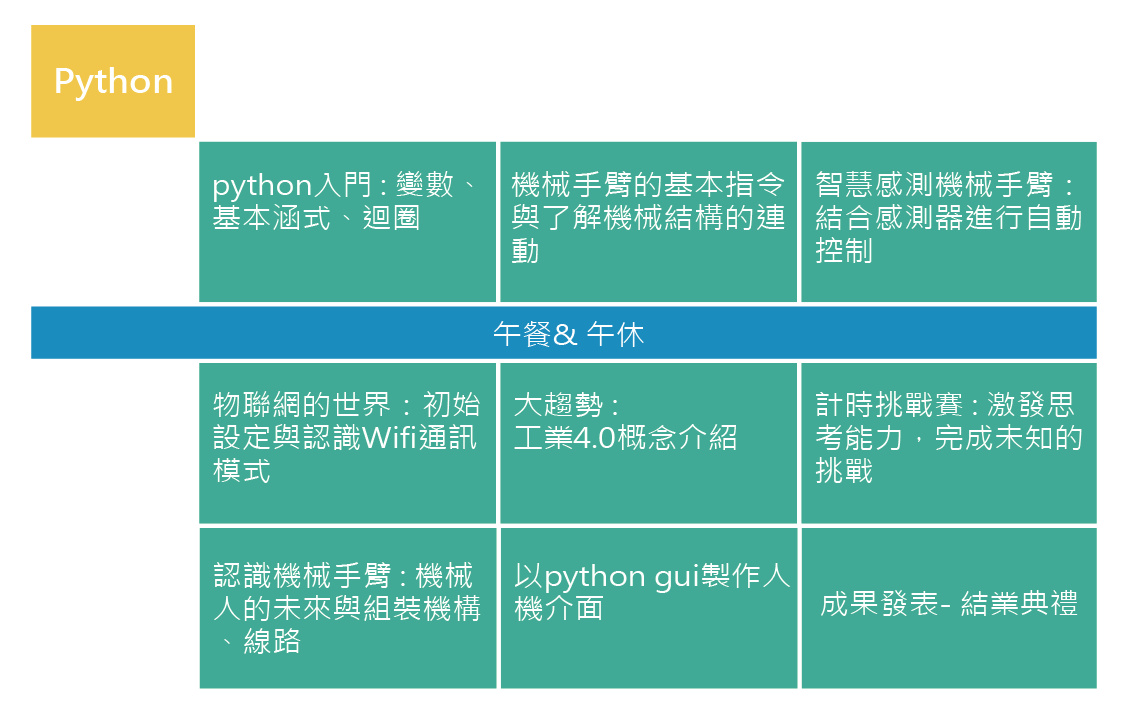 Python
python入門 : 變數、
基本涵式、迴圈
機械手臂的基本指令
與了解機械結構的連
動
智慧感測機械手臂：
結合感測器進行自動
控制
午餐& 午休
物聯網的世界：初始
設定與認識Wifi通訊
模式
大趨勢 :
工業4.0概念介紹
計時挑戰賽 : 激發思
考能力，完成未知的
挑戰
認識機械手臂 : 機械
人的未來與組裝機構
、線路
以python gui製作人
機介面
成果發表- 結業典禮